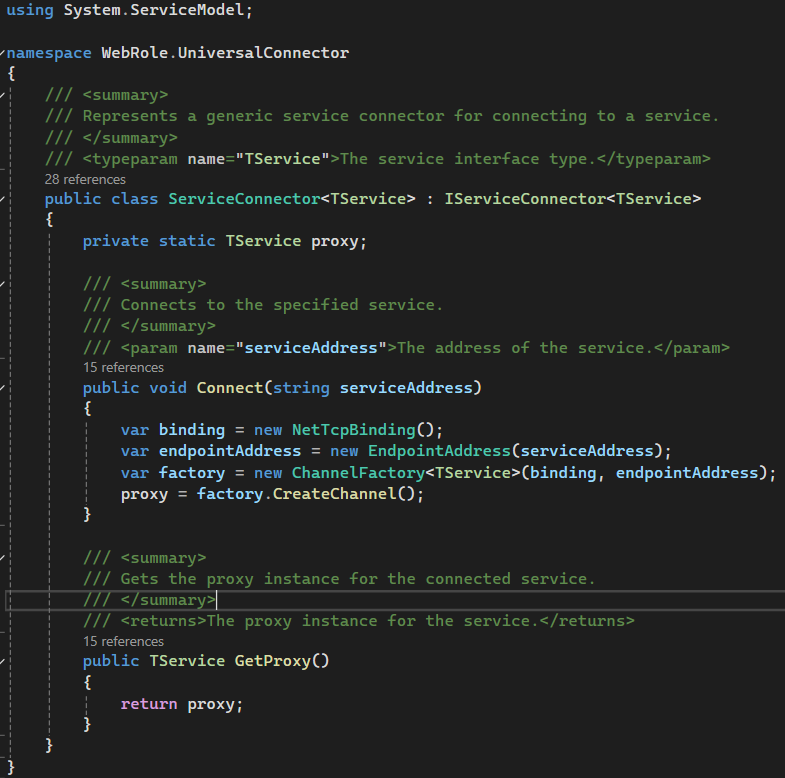 using System.ServiceModel;
namespace WebRole.UniversalConnector
{
/// <summary>
/// Represents a generic service connector for connecting to a service.
/// </summary>
/// <typeparam name="TService">The service interface type.</typeparam>
28 references
public class ServiceConnector<TService> : IServiceConnector<TService>
{
private static TService proxy;
/// <summary>
/// Connects to the specified service.
/// </summary>
/// <param name="serviceAddress">The address of the service.</param>
15 references
public void Connect(string serviceAddress)
{
var binding = new NetTcpBinding();
var endpointAddress = new EndpointAddress(serviceAddress);
var factory = new ChannelFactory<TService>(binding, endpointAddress);
proxy = factory.CreateChannel();
}
/// <summary>
/// Gets the proxy instance for the connected service.
/// </summary>
/// <returns>The proxy instance for the service.</returns>
15 references
public TService GetProxy()
{
return proxy;
}
}
}